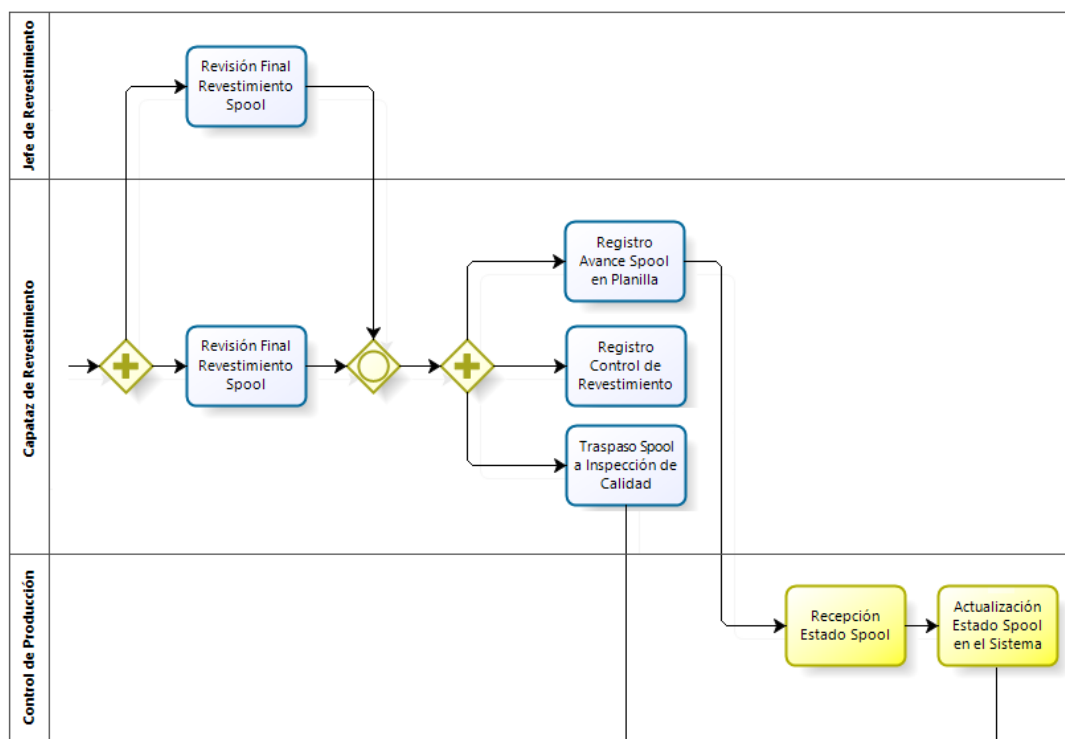 Jefe de Revestimiento
Revisión Final
Revestimiento
Spool
Capataz de Revestimiento
Revisión Final
Revestimiento
Spool
Registro
Avance Spool
en Planilla
Registro
Control de
Revestimiento
Traspaso Spool
a Inspección de
Calidad
Control de Producción
Recepción
Estado Spool
Actualización
Estado Spool
en el Sistema